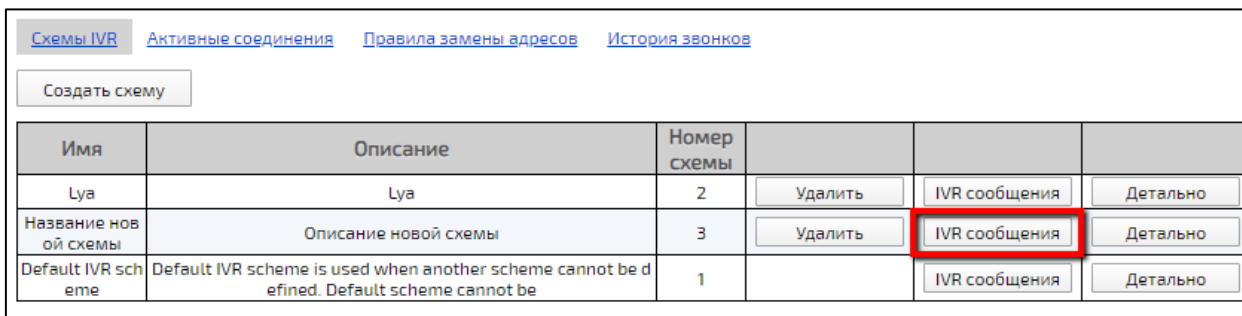 Схемы IVR Активные соединения Правила замены адресов История звонков
Создать схему
Имя Описание Номер схемы
Lya Lya 2 Удалить IVR сообщения Детально
Название нов
ой схемы Описание новой схемы 3 Удалить IVR сообщения Детально
Default IVR sch
eme Default IVR scheme is used when another scheme cannot be d
efined. Default scheme cannot be 1 IVR сообщения Детально